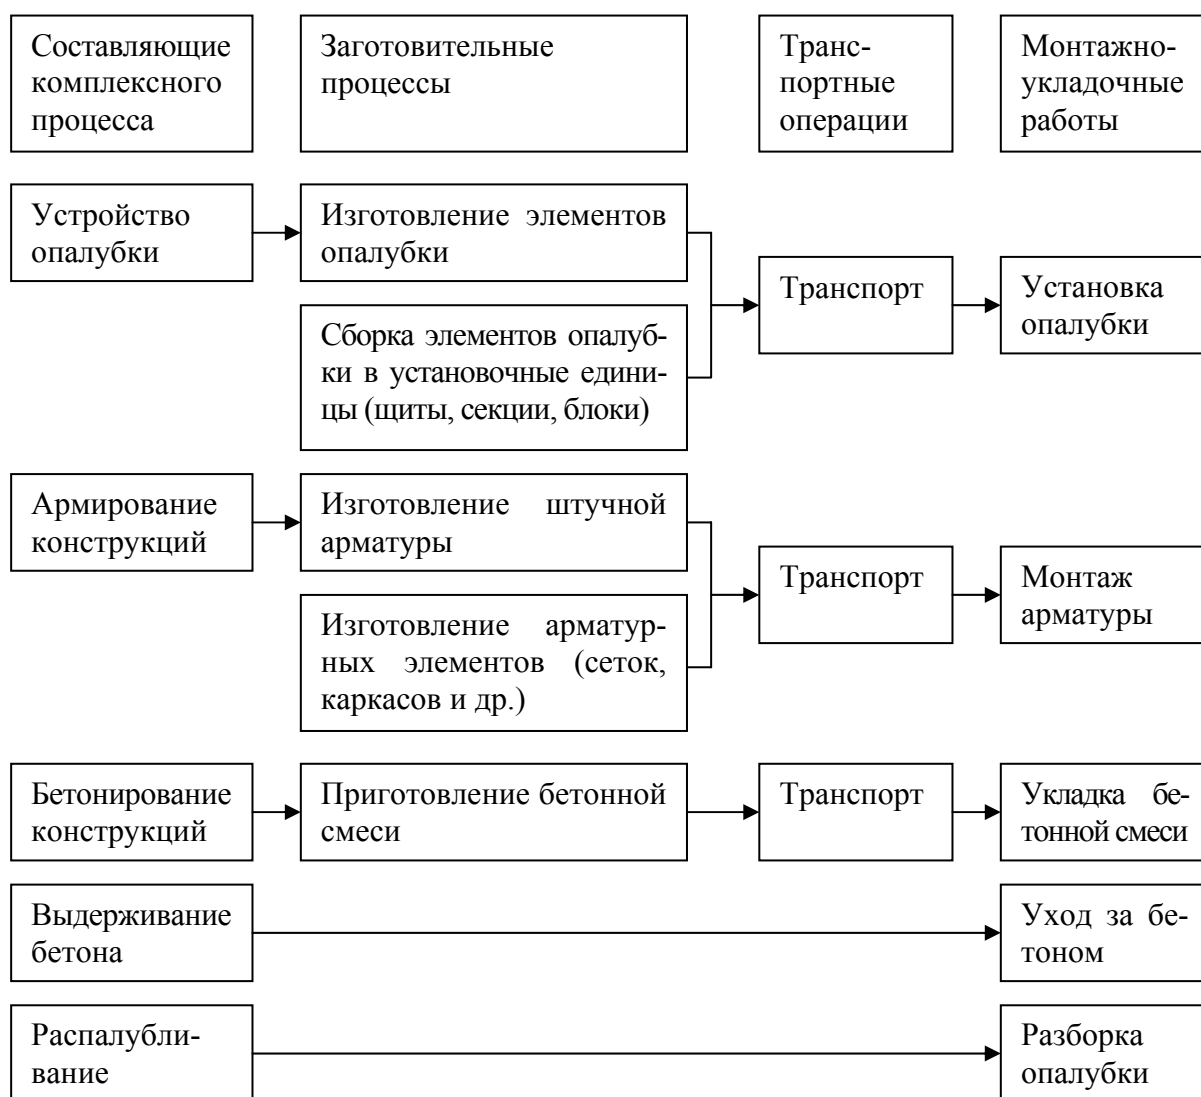 Составляющие
комплексного
процесса
Заготовительные
процессы
Транс-
портные
операции
Монтажно-
укладочные
работы
Устройство
опалубки
Изготовление элементов
опалубки
Сборка элементов опалуб-
ки в установочные едини-
цы (щиты, секции, блоки)
Транспорт
Установка
опалубки
Армирование
конструкций
Изготовление штучной
арматуры
Изготовление арматур-
ных элементов (сеток,
каркасов и др.)
Транспорт
Монтаж
арматуры
Бетонирование
конструкций
Приготовление бетонной
смеси
Транспорт
Укладка бе-
тонной смеси
Выдерживание
бетона
Уход за бе-
тоном
Распалубли-
вание
Разборка
опалубки